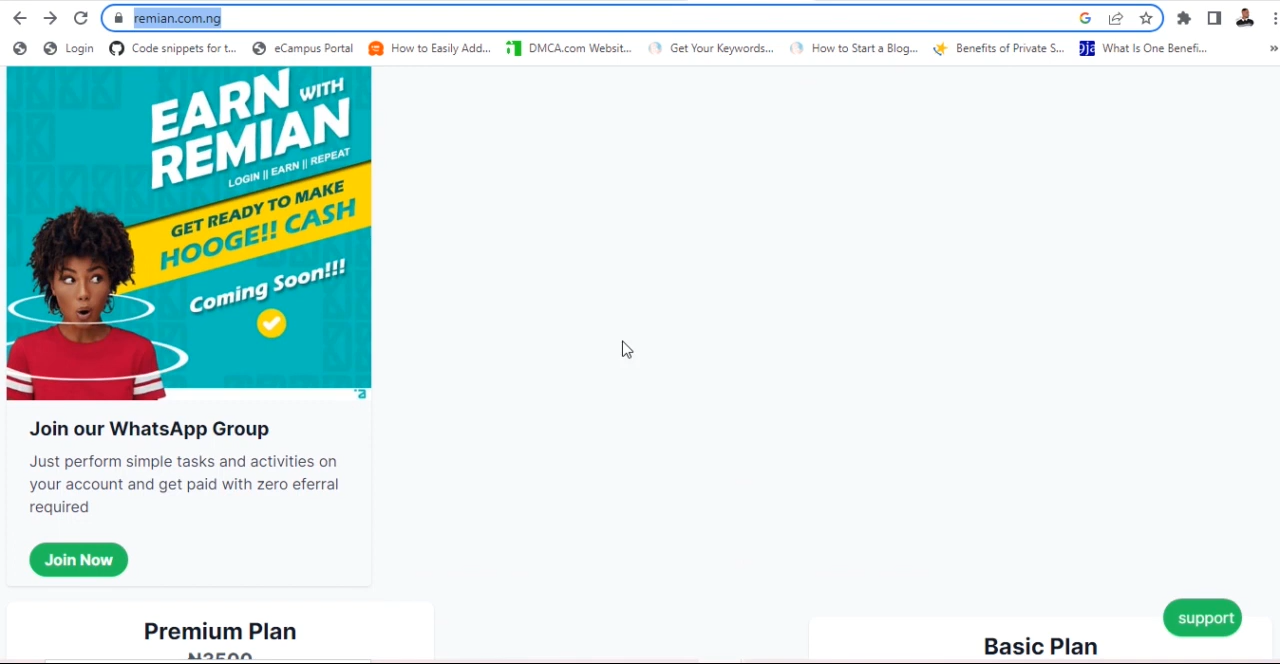 remian.com.ng
Login
Code snippets for t...
eCampus Portal
How to Easily Add...
DMCA.com Websit...
Get Your Keywords...
How to Start a Blog...
Benefits of Private S...
What Is One Benefi...
»
EARN WITH
REMIAN
LOGIN || EARN || REPEAT
GET READY TO MAKE
HOOGE!! CASH
Coming Soon!!!
Join our WhatsApp Group
Just perform simple tasks and activities on
your account and get paid with zero eferral
required
Join Now
support
Premium Plan
₦3500
Basic Plan